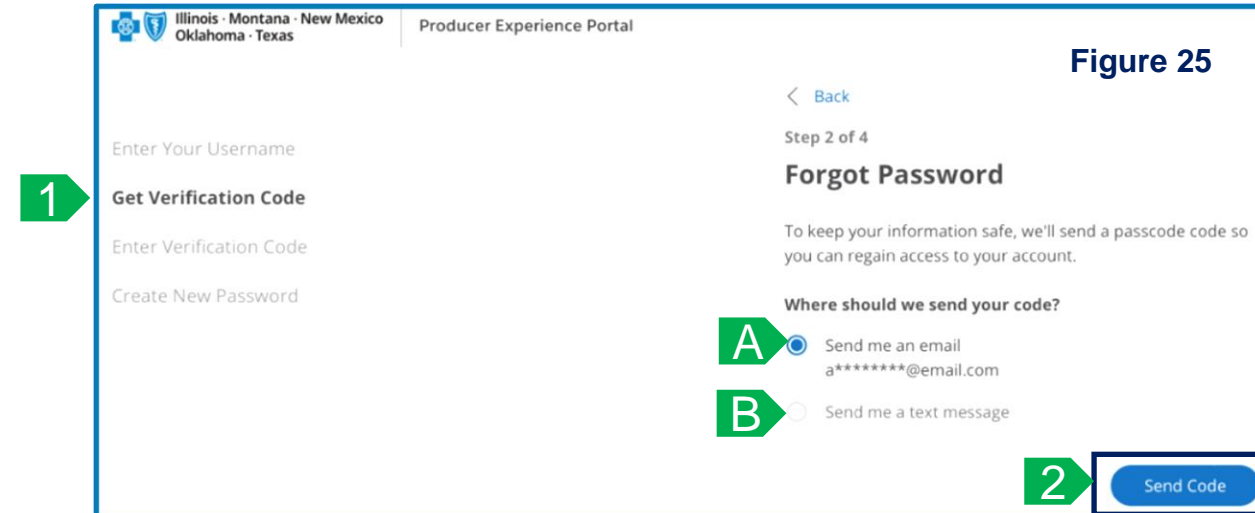 Illinois · Montana · New Mexico
Oklahoma · Texas
Producer Experience Portal
Figure 25
Back
Step 2 of 4
Enter Your Username
Forgot Password
1
Get Verification Code
To keep your information safe, we'll send a passcode code so
you can regain access to your account.
Enter Verification Code
Create New Password
Where should we send your code?
A
Send me an email
a********@email.com
B
Send me a text message
2
Send Code